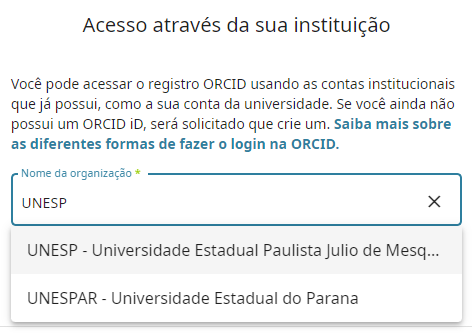 Acesso através da sua instituição
Você pode acessar o registro ORCID usando as contas institucionais
que já possui, como a sua conta da universidade. Se você ainda não
possui um ORCID iD, será solicitado que crie um. Saiba mais sobre
as diferentes formas de fazer o login na ORCID.
Nome da organização *
UNESP
UNESP - Universidade Estadual Paulista Julio de Mesq...
UNESPAR - Universidade Estadual do Parana